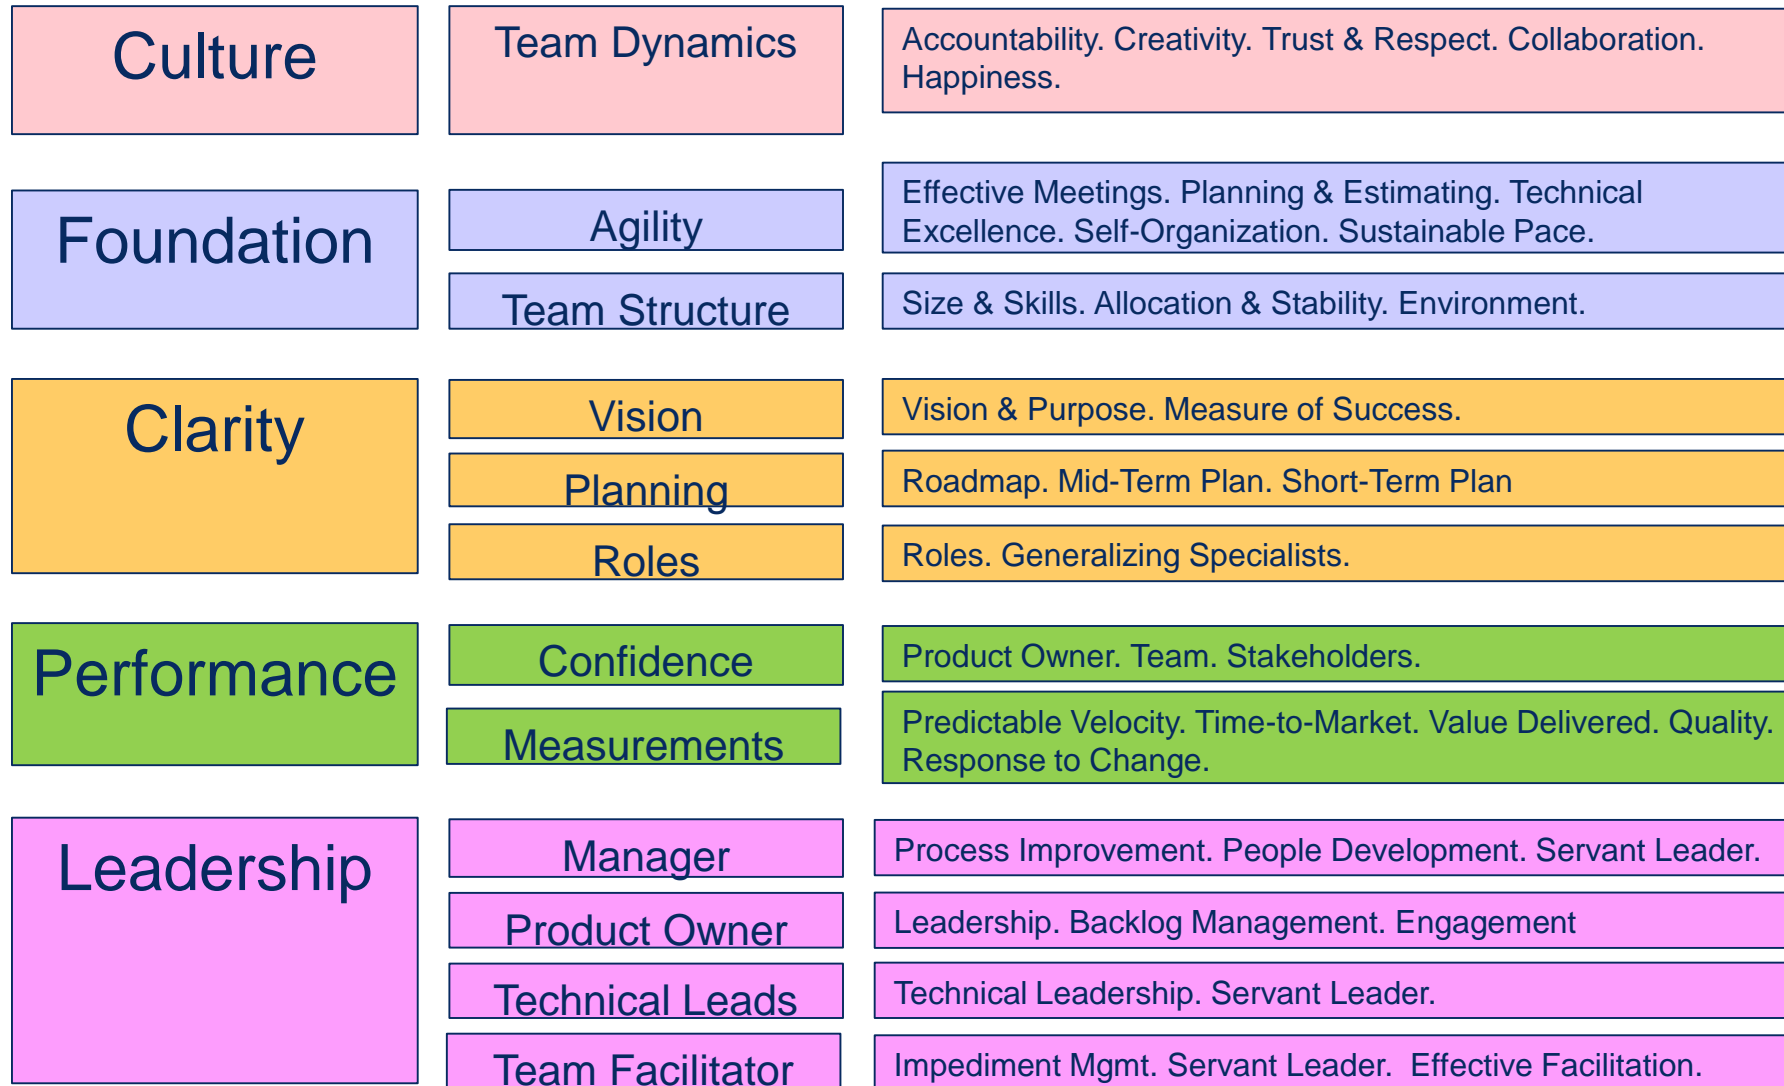 Culture
Team Dynamics
Accountability. Creativity. Trust & Respect. Collaboration.
Happiness.
Foundation
Agility
Effective Meetings. Planning & Estimating. Technical
Excellence. Self-Organization. Sustainable Pace.
Team Structure
Size & Skills. Allocation & Stability. Environment.
Clarity
Vision
Vision & Purpose. Measure of Success.
Planning
Roadmap. Mid-Term Plan. Short-Term Plan
Roles
Roles. Generalizing Specialists.
Performance
Confidence
Product Owner. Team. Stakeholders.
Measurements
Predictable Velocity. Time-to-Market. Value Delivered. Quality.
Response to Change.
Leadership
Manager
Process Improvement. People Development. Servant Leader.
Product Owner
Leadership. Backlog Management. Engagement
Technical Leads
Technical Leadership. Servant Leader.
Team Facilitator
Impediment Mgmt. Servant Leader.  Effective Facilitation.